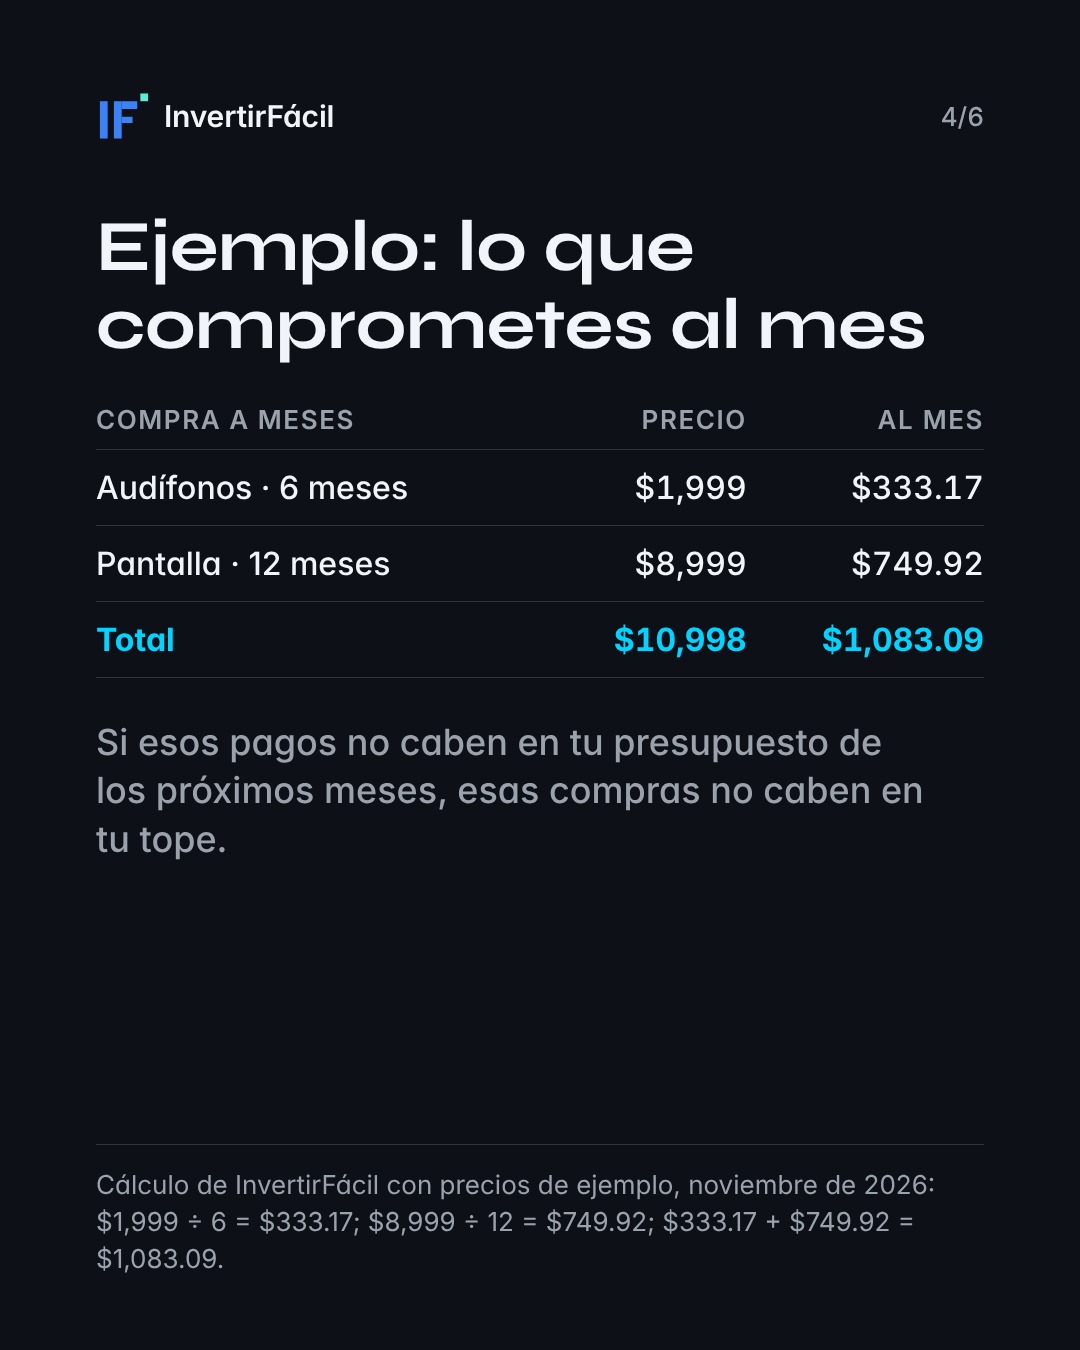 IF InvertirFácil
4/6
Ejemplo: lo que
comprometes al mes
COMPRA A MESES PRECIO AL MES
Audífonos · 6 meses $1,999 $333.17
Pantalla · 12 meses $8,999 $749.92
Total $10,998 $1,083.09
Si esos pagos no caben en tu presupuesto de
los próximos meses, esas compras no caben en
tu tope.
Cálculo de InvertirFácil con precios de ejemplo, noviembre de 2026:
$1,999 ÷ 6 = $333.17; $8,999 ÷ 12 = $749.92; $333.17 + $749.92 =
$1,083.09.